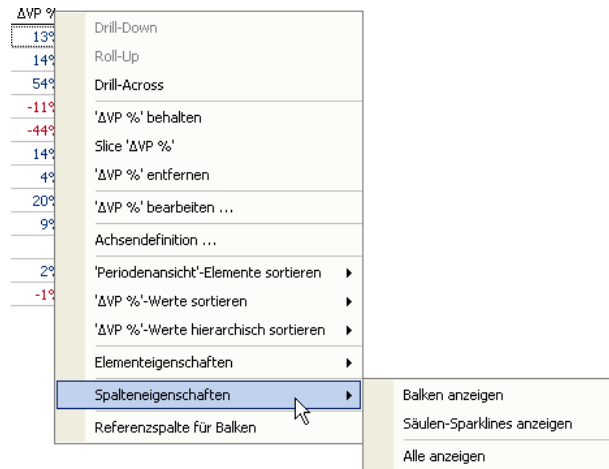 ΔVP %
13%
14%
54%
-11%
-44%
14%
4%
20%
9%
2%
-1%
Drill-Down
Roll-Up
Drill-Across
'ΔVP %' behalten
Slice 'ΔVP %'
'ΔVP %' entfernen
'ΔVP %' bearbeiten ...
Achsendefinition ...
'Periodenansicht'-Elemente sortieren
'ΔVP %'-Werte sortieren
'ΔVP %'-Werte hierarchisch sortieren
Elementeigenschaften
Spalteneigenschaften
Referenzspalte für Balken
Balken anzeigen
Säulen-Sparklines anzeigen
Alle anzeigen